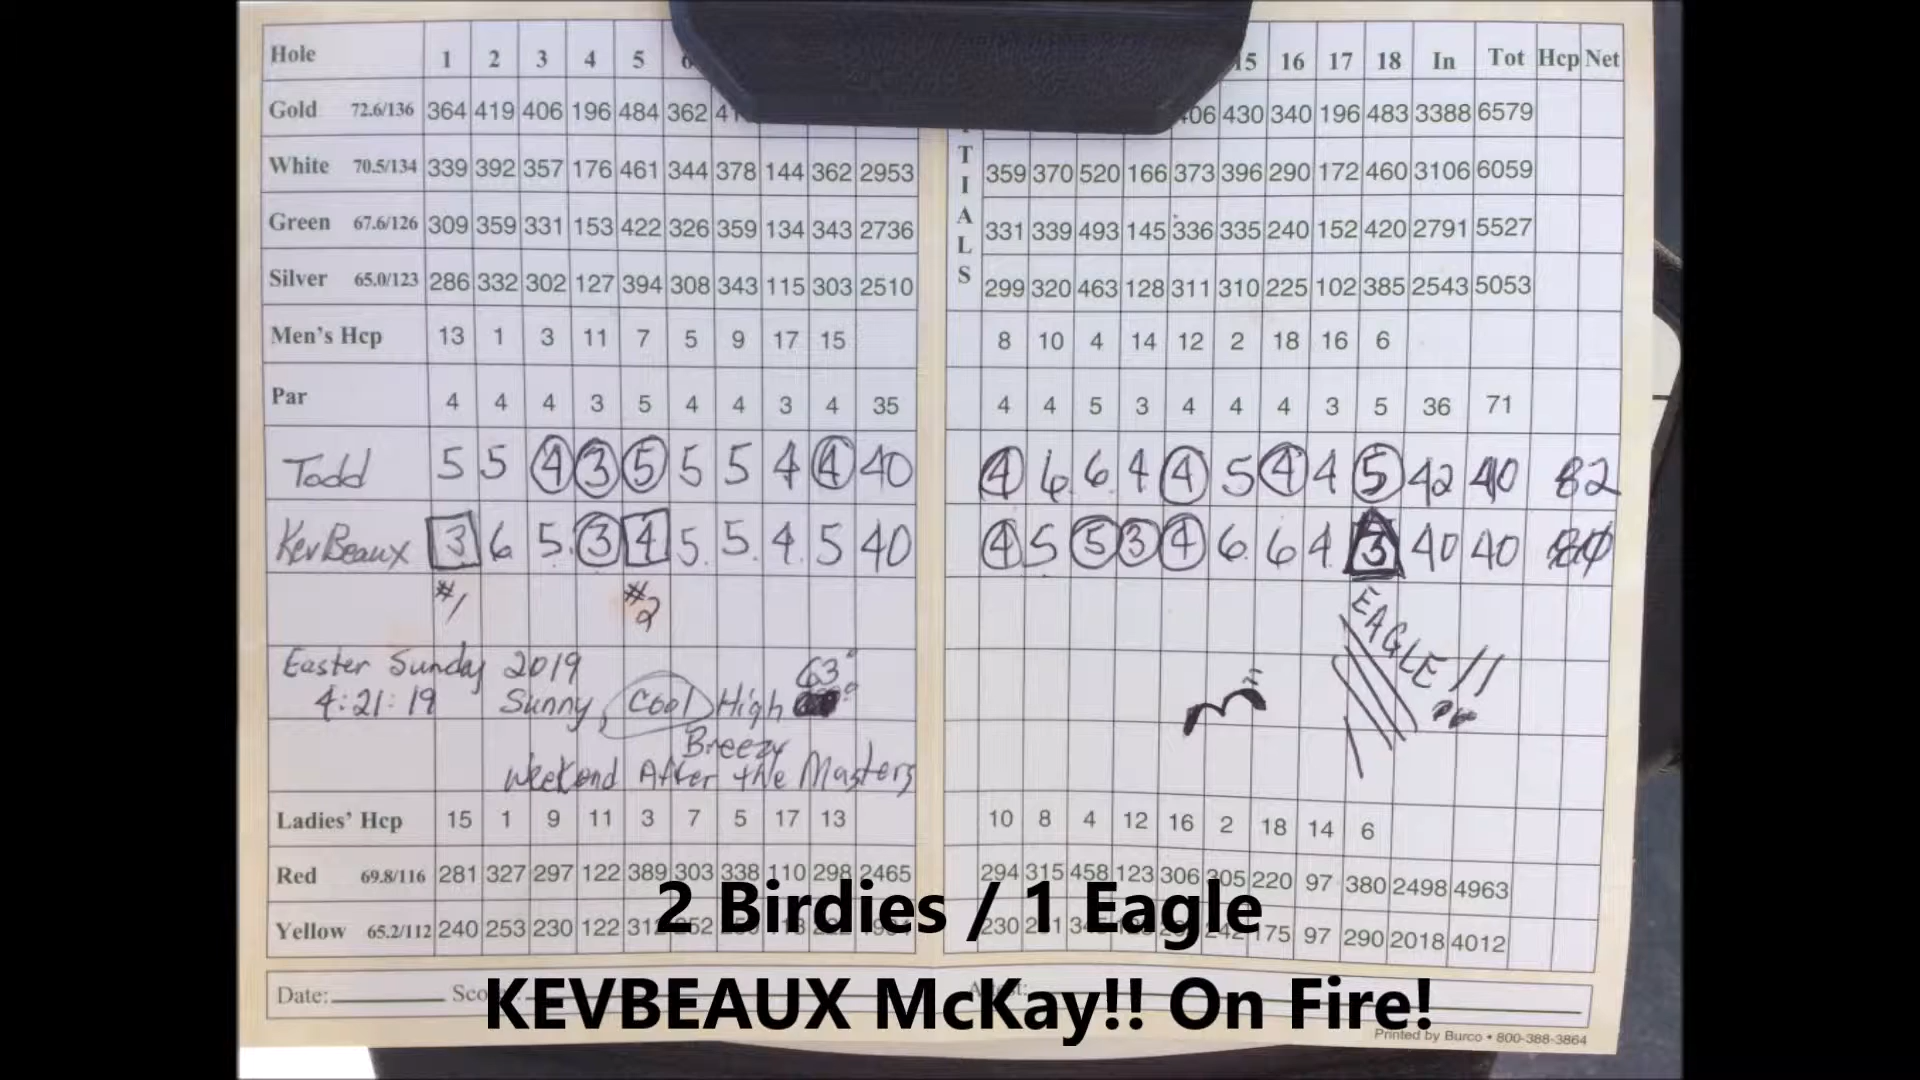 Hole 1 2 3 4 5 6 15 16 17 18 In Tot Hcp Net
Gold 72.6/136 364 419 406 196 484 362 406 430 340 196 483 3388 6579
White 70.5/134 339 392 357 176 461 344 378 144 362 2953 359 370 520 166 373 396 290 172 460 3106 6059
Green 67.6/126 309 359 331 153 422 326 359 134 343 2736 331 339 493 145 336 335 240 152 420 2791 5527
Silver 65.0/123 286 332 302 127 394 308 343 115 303 2510 299 320 463 128 311 310 225 102 385 2543 5053
Men's Hcp 13 1 3 11 7 5 9 17 15 8 10 4 14 12 2 18 16 6
Par 4 4 4 3 5 4 4 3 4 35 4 4 5 3 4 4 4 3 5 36 71
Todd 5 5 4 3 5 5 5 4 4 40 4 6 6 4 4 5 4 4 5 42 40 82
KevBeaux 3 6 5 3 4 5 5 4 5 40 4 5 5 3 4 6 6 4 3 40 40
#1 #2
EAGLE!!
Easter Sunday 2019 63°
4:21:19 Sunny, Cool High
Breezy
Weekend After the Masters
Ladies' Hcp 15 1 9 11 3 7 5 17 13 10 8 4 12 16 2 18 14 6
Red 69.8/116 281 327 297 122 389 303 338 110 298 2465 294 315 458 123 306 305 220 97 380 2498 4963
Yellow 65.2/112 240 253 230 122 230 175 97 290 2018 4012
2 Birdies / 1 Eagle
Date:
KEVBEAUX McKay!! On Fire!
Printed by Burco • 800-388-3864